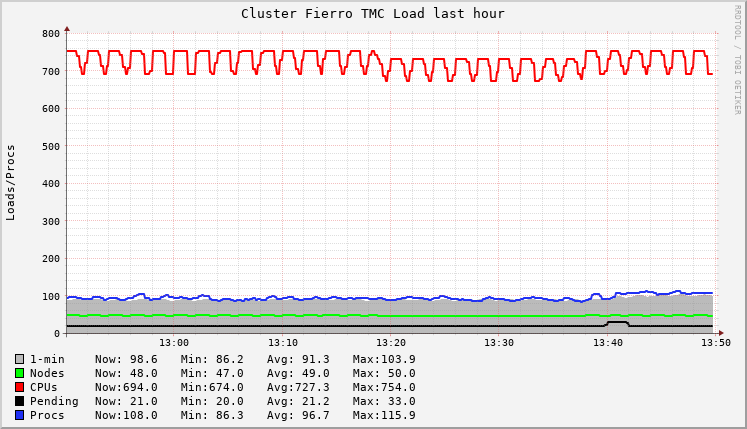 Cluster Fierro TMC Load last hour
RRDTOOL / TOBI OETIKER
Loads/Procs
800
700
600
500
400
300
200
100
0
13:00 13:10 13:20 13:30 13:40 13:50
1-min Now: 98.6 Min: 86.2 Avg: 91.3 Max:103.9
Nodes Now: 48.0 Min: 47.0 Avg: 49.0 Max: 50.0
CPUs Now:694.0 Min:674.0 Avg:727.3 Max:754.0
Pending Now: 21.0 Min: 20.0 Avg: 21.2 Max: 33.0
Procs Now:108.0 Min: 86.3 Avg: 96.7 Max:115.9